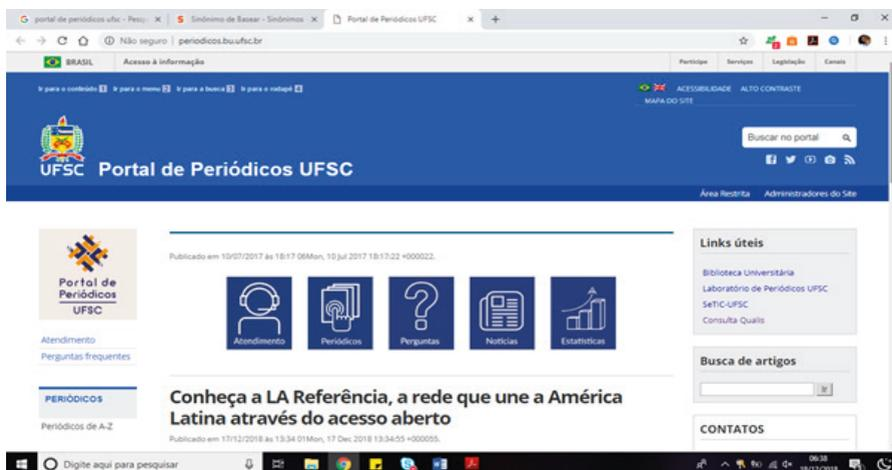 portal de periódicos ufsc - Pesq
Sinônimo de Basear - Sinônimos
Portal de Periódicos UFSC
Não seguro | periodicos.bu.ufsc.br
BRASIL Acesso à informação
Participe Serviços Legislação Canais
Ir para o conteúdo 1 Ir para o menu 2 Ir para a busca 3 Ir para o rodapé 4
ACESSIBILIDADE ALTO CONTRASTE
MAPA DO SITE
Buscar no portal
UFSC Portal de Periódicos UFSC
Área Restrita Administradores do Site
Portal de
Periódicos
UFSC
Atendimento
Perguntas frequentes
PERIÓDICOS
Periódicos de A-Z
Publicado em 10/07/2017 às 18:17 06Mon, 10 Jul 2017 18:17:22 +000022.
Atendimento Periódicos Perguntas Notícias Estatísticas
Conheça a LA Referência, a rede que une a América
Latina através do acesso aberto
Publicado em 17/12/2018 às 13:34 01Mon, 17 Dec 2018 13:34:55 +000055.
Links úteis
Biblioteca Universitária
Laboratório de Periódicos UFSC
SeTIC-UFSC
Consulta Qualis
Busca de artigos
Ir
CONTATOS
Digite aqui para pesquisar
06:38
18/12/2018